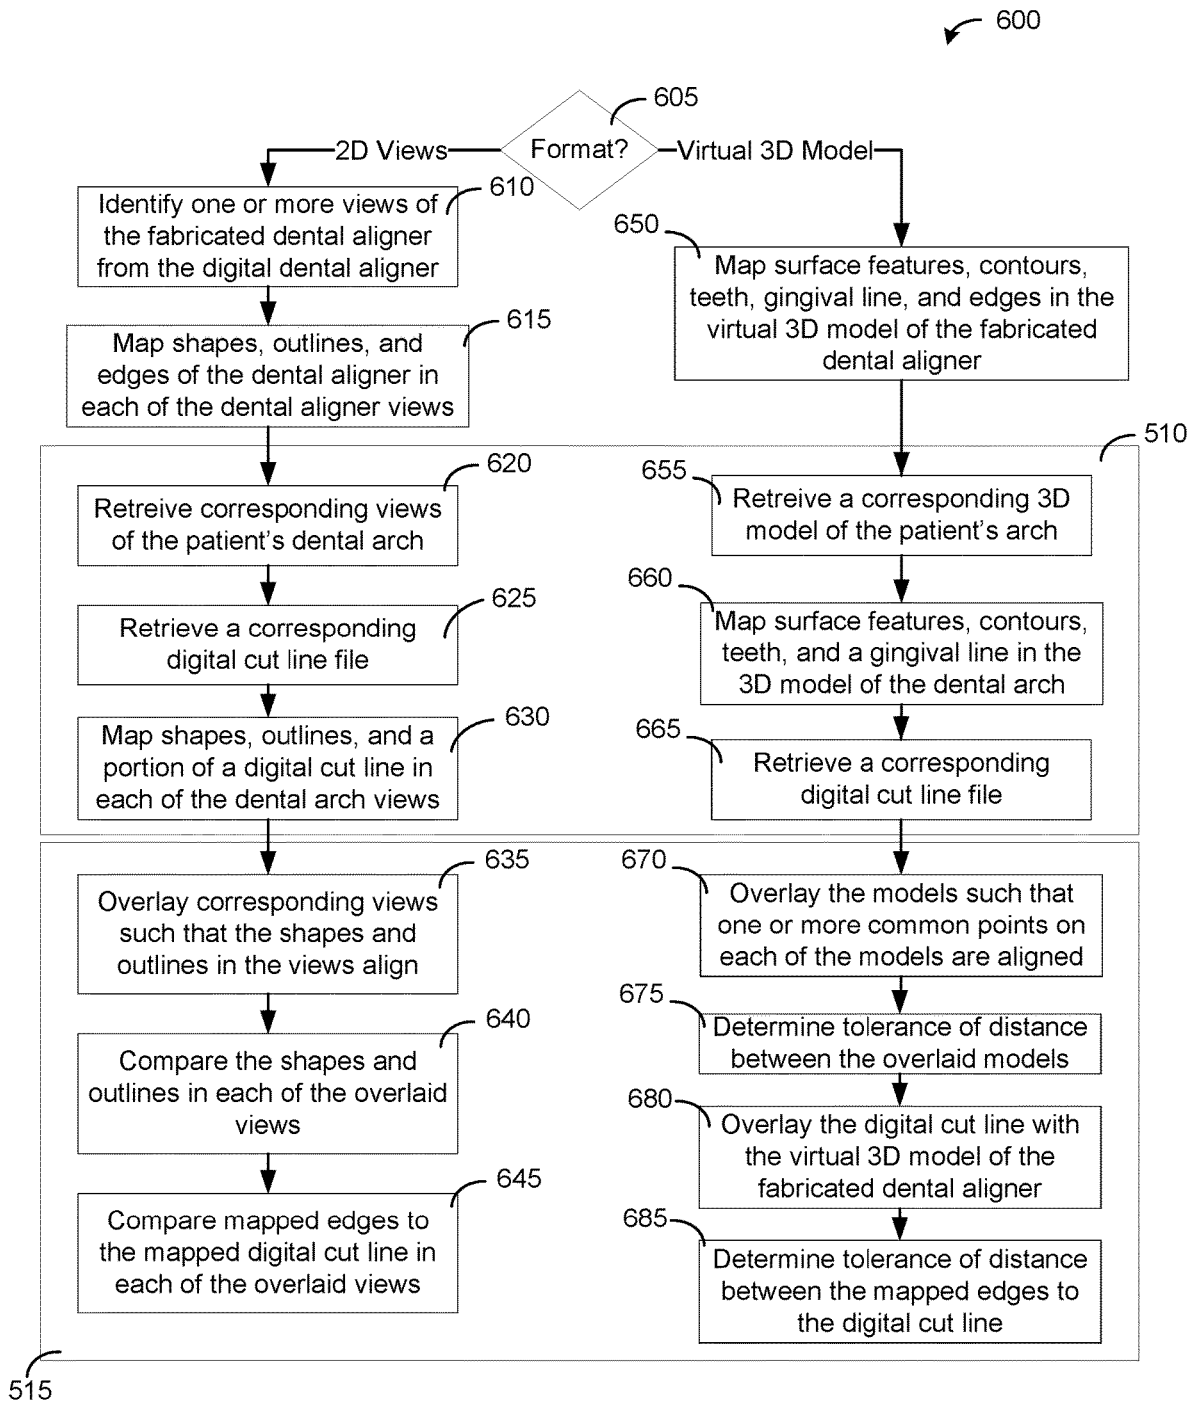 600
605
Format?
2D Views
Virtual 3D Model
610
Identify one or more views of
the fabricated dental aligner
from the digital dental aligner
615
Map shapes, outlines, and
edges of the dental aligner in
each of the dental aligner views
650
Map surface features, contours,
teeth, gingival line, and edges in the
virtual 3D model of the fabricated
dental aligner
510
620
Retreive corresponding views
of the patient's dental arch
625
Retrieve a corresponding
digital cut line file
630
Map shapes, outlines, and a
portion of a digital cut line in
each of the dental arch views
655
Retreive a corresponding 3D
model of the patient's arch
660
Map surface features, contours,
teeth, and a gingival line in the
3D model of the dental arch
665
Retrieve a corresponding
digital cut line file
635
Overlay corresponding views
such that the shapes and
outlines in the views align
640
Compare the shapes and
outlines in each of the overlaid
views
645
Compare mapped edges to
the mapped digital cut line in
each of the overlaid views
670
Overlay the models such that
one or more common points on
each of the models are aligned
675
Determine tolerance of distance
between the overlaid models
680
Overlay the digital cut line with
the virtual 3D model of the
fabricated dental aligner
685
Determine tolerance of distance
between the mapped edges to
the digital cut line
515